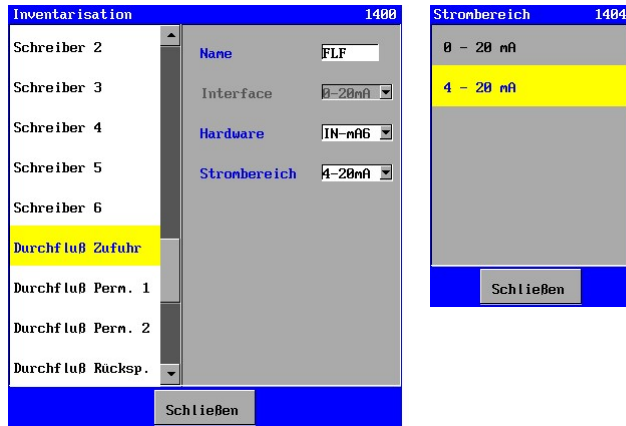 Inventarisation 1400
Schreiber 2
Schreiber 3
Schreiber 4
Schreiber 5
Schreiber 6
Durchfluß Zufuhr
Durchfluß Perm. 1
Durchfluß Perm. 2
Durchfluß Rücksp.
Name FLF
Interface 0-20mA
Hardware IN-mA6
Strombereich 4-20mA
Schließen
Strombereich 1404
0 - 20 mA
4 - 20 mA
Schließen